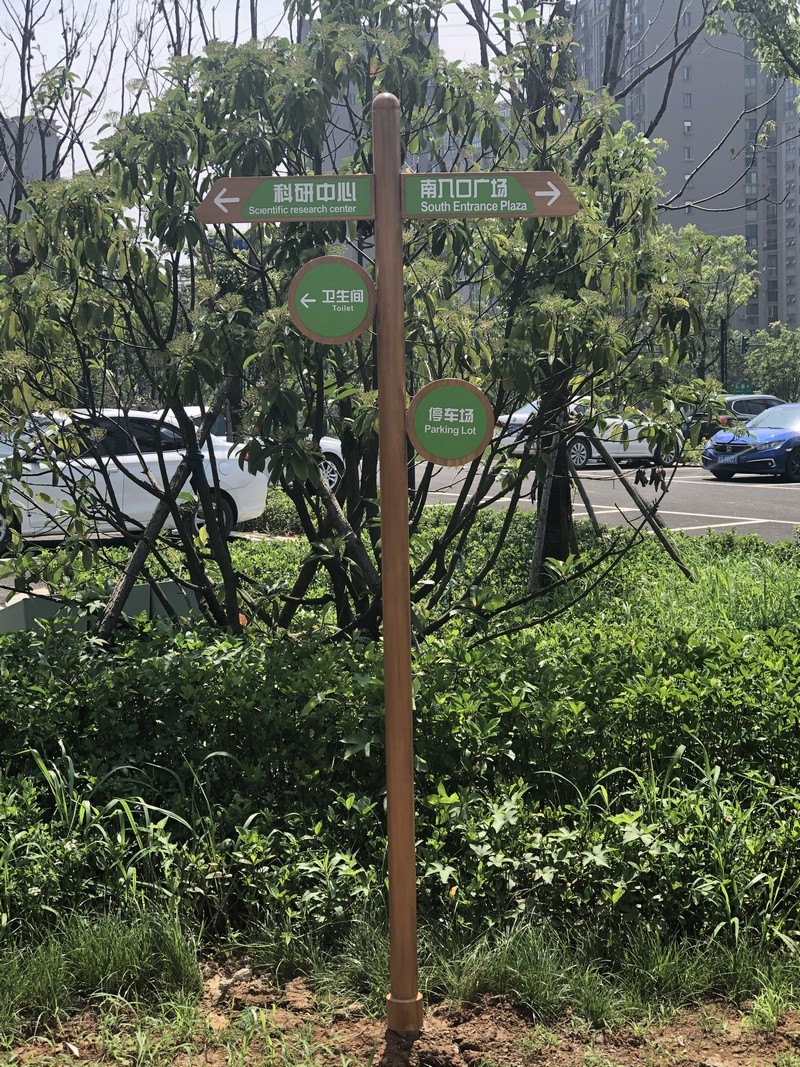 科研中心
Scientific research center
南入口广场
South Entrance Plaza
卫生间
Toilet
停车场
Parking Lot